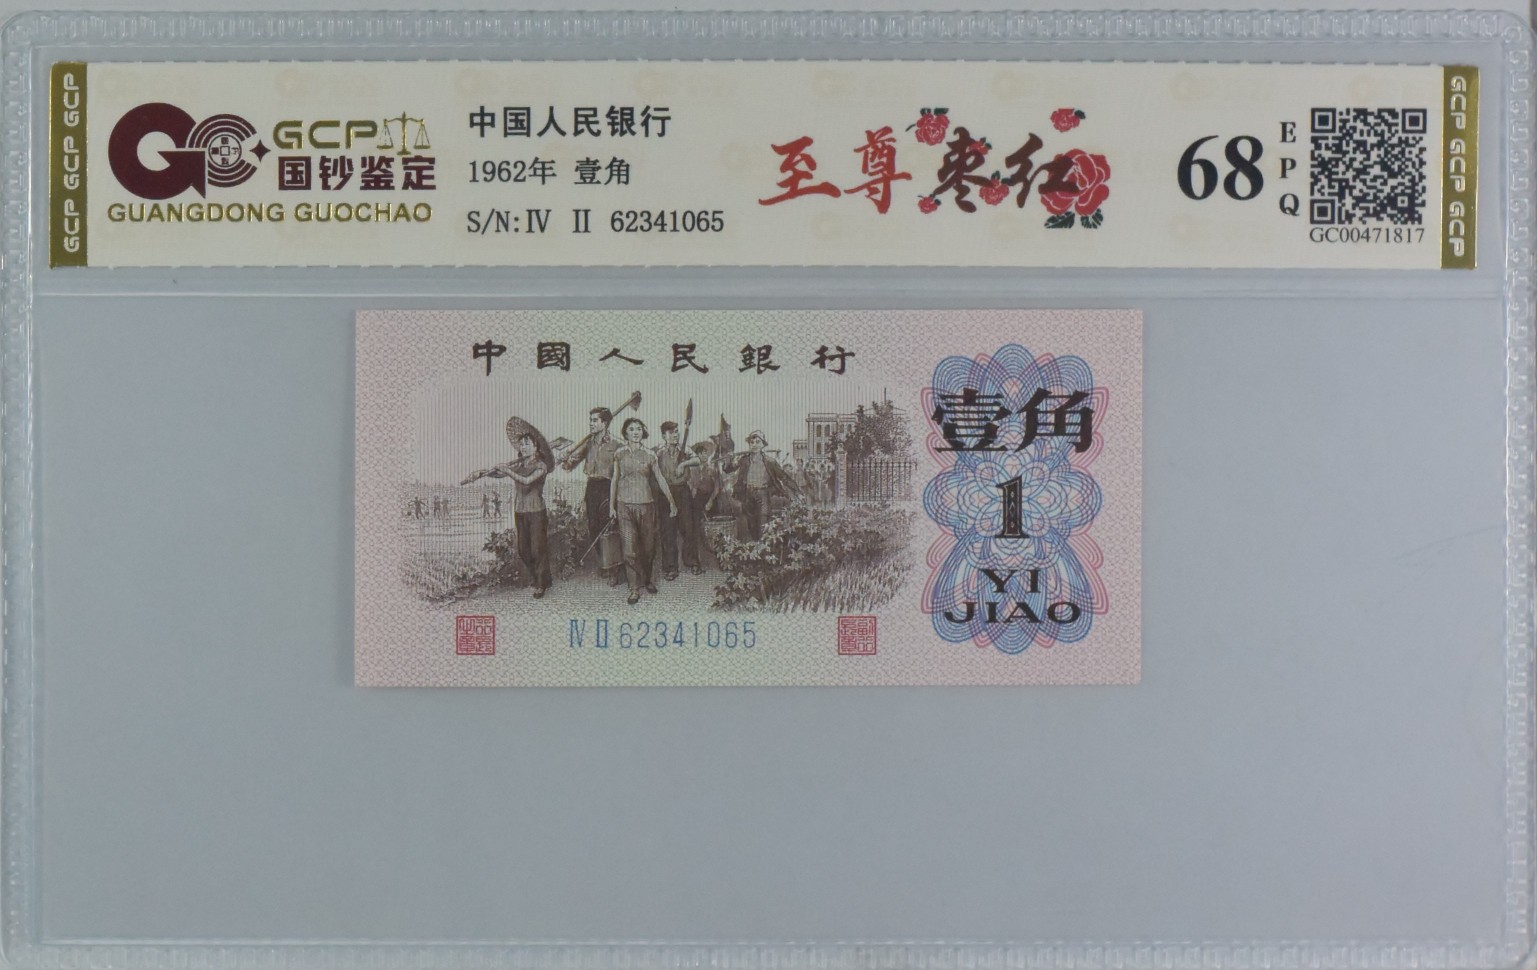 GCP GCP GCP
GCP
国钞鉴定
GUANGDONG GUOCHAO
中国人民银行
1962年 壹角
S/N:Ⅳ Ⅱ 62341065
至尊枣红
68
EPQ
GC00471817
GCP GCP GCP
中國人民銀行
壹角
1
YI
JIAO
ⅣⅡ62341065